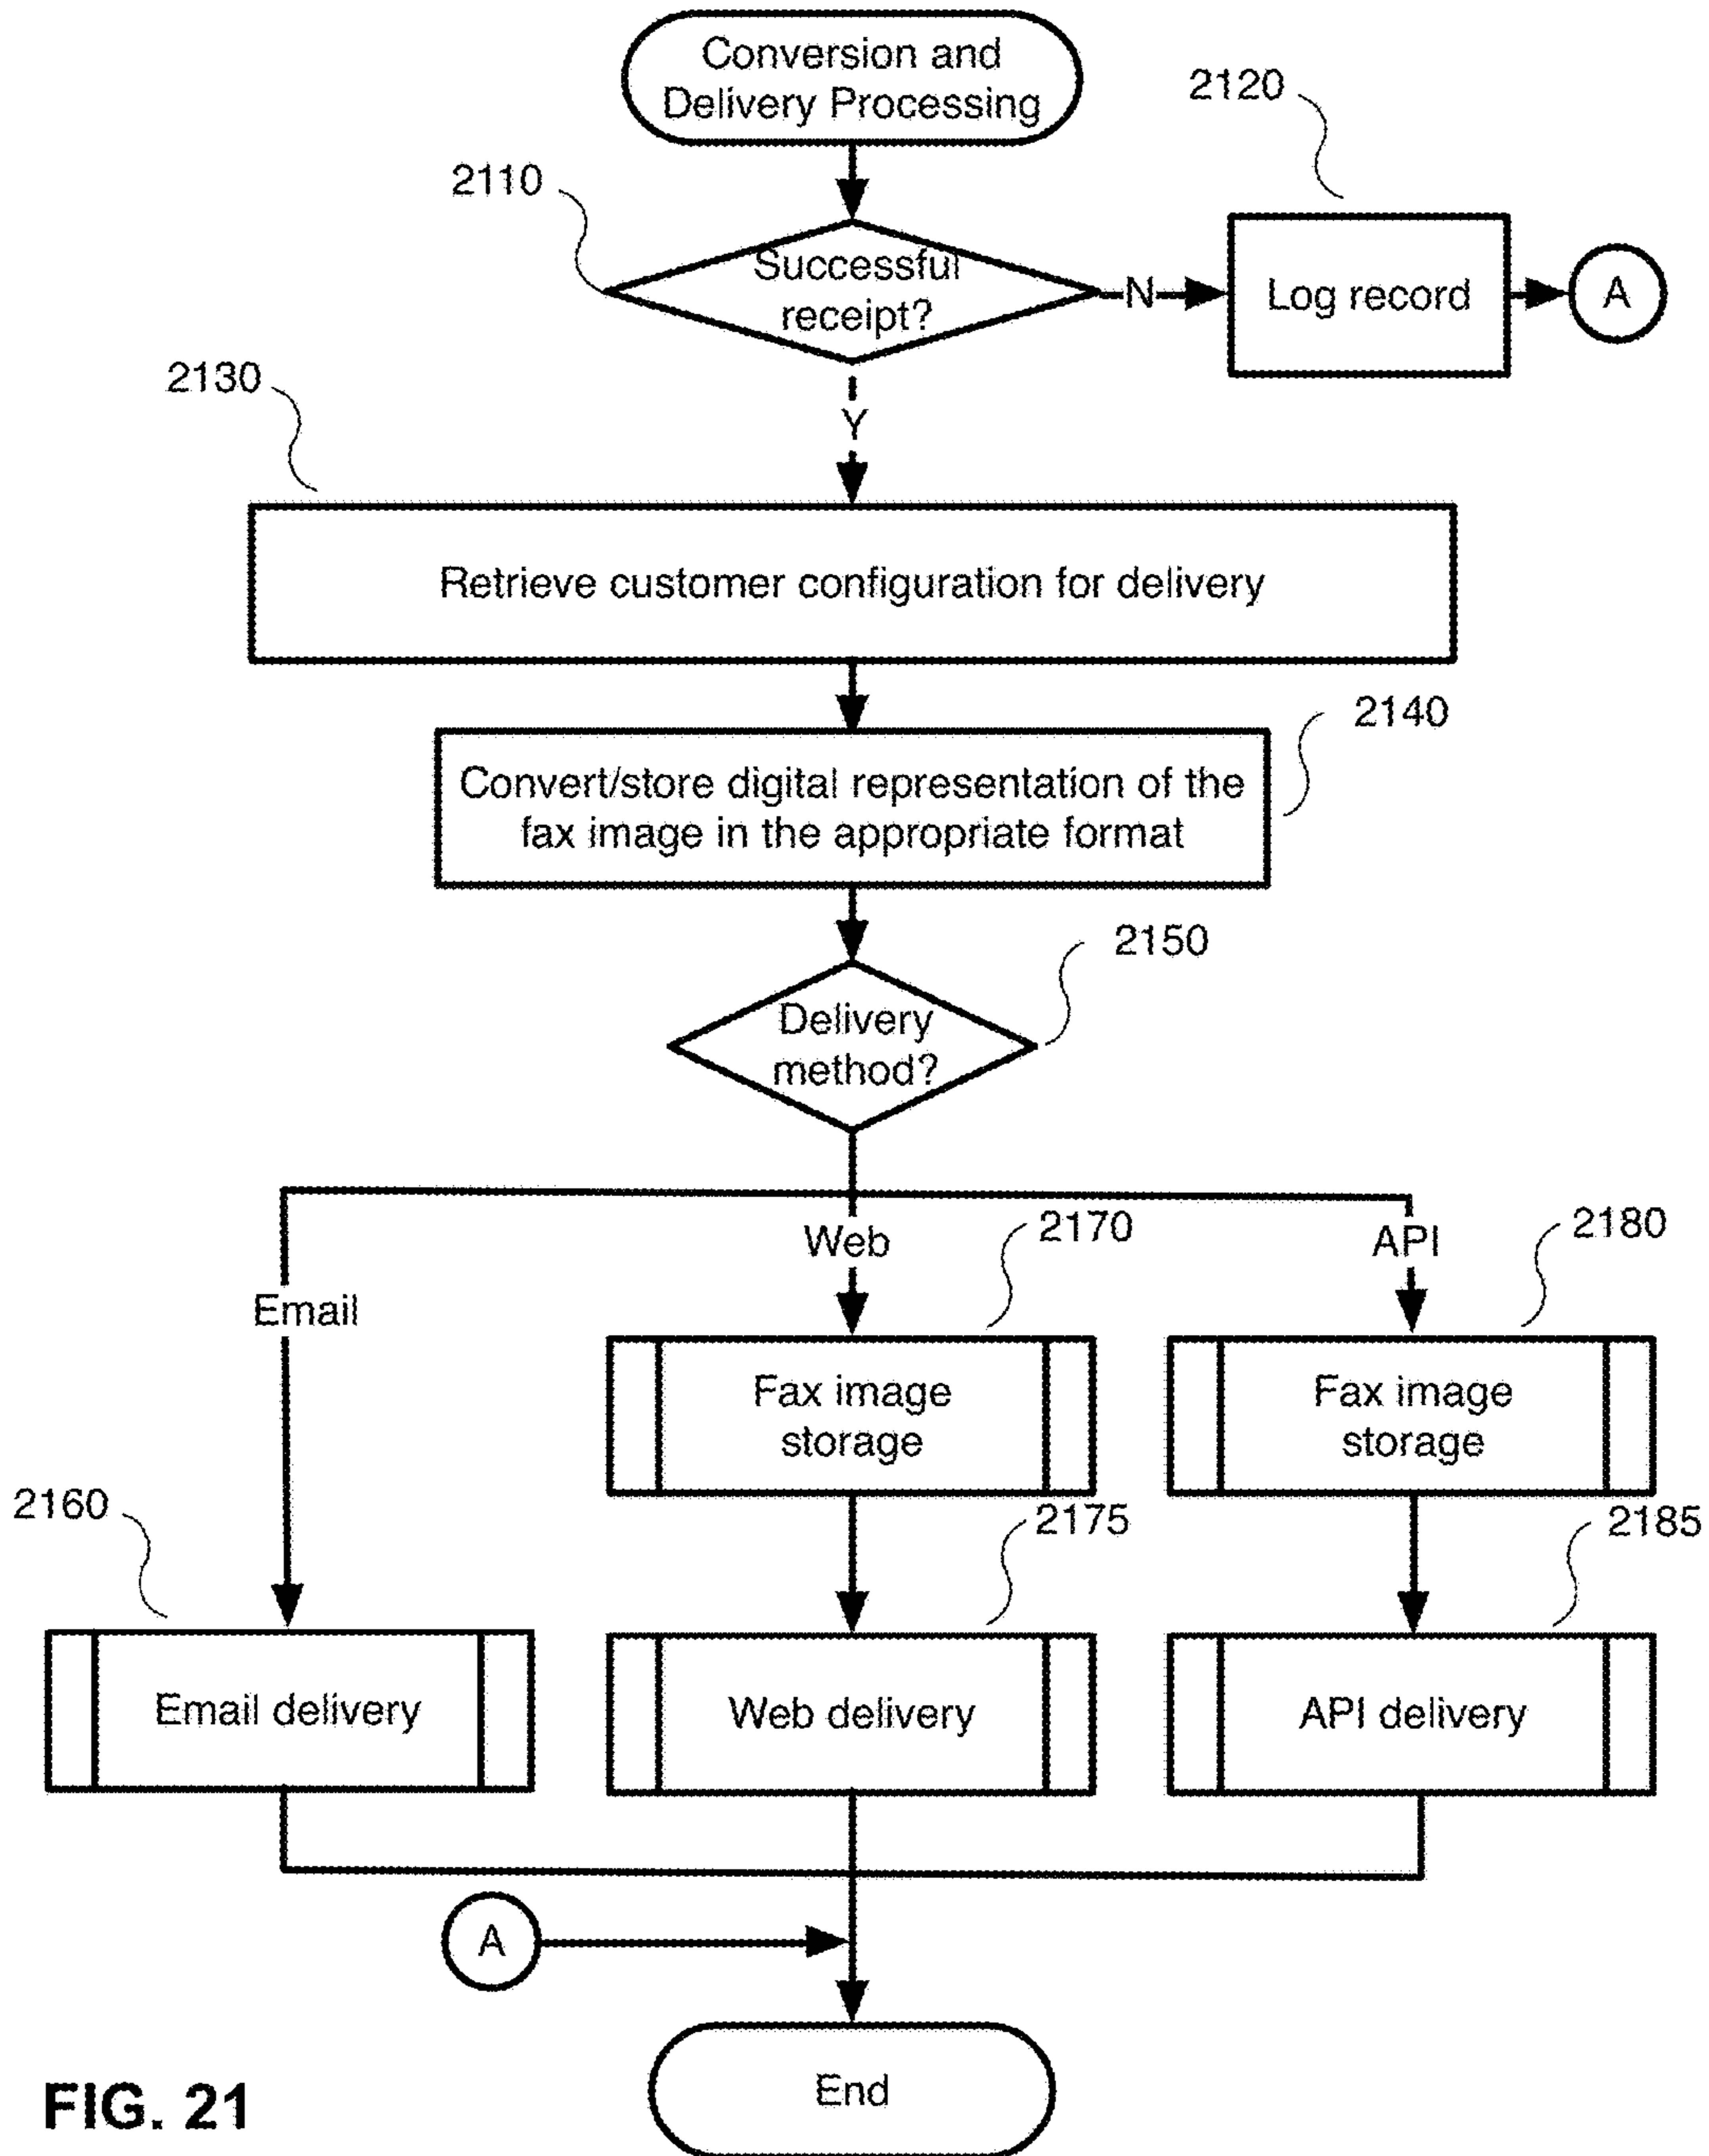 Conversion and
Delivery Processing
2120
2110
Successful
receipt?
N
Log record
A
2130
Y
Retrieve customer configuration for delivery
2140
Convert/store digital representation of the
fax image in the appropriate format
2150
Delivery
method?
Web
2170
API
2180
Email
Fax image
storage
Fax image
storage
2160
2175
2185
Email delivery
Web delivery
API delivery
A
End
FIG. 21